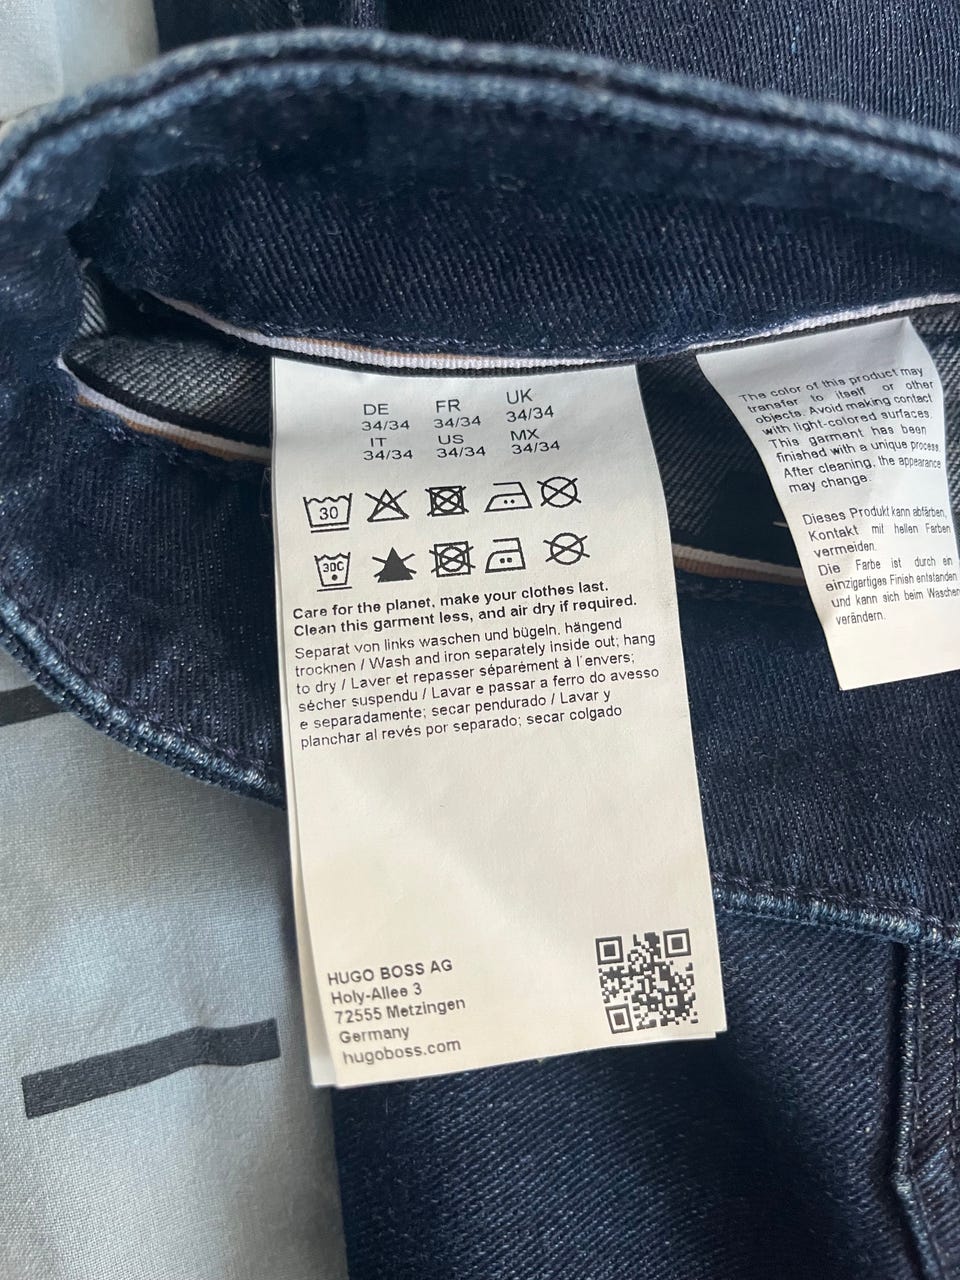 DE FR UK
34/34 34/34 34/34
IT US MX
34/34 34/34 34/34
30
30C
Care for the planet, make your clothes last.
Clean this garment less, and air dry if required.
Separat von links waschen und bügeln. hängend
trocknen / Wash and iron separately inside out; hang
to dry / Laver et repasser séparément à l'envers;
sécher suspendu / Lavar e passar a ferro do avesso
e separadamente; secar pendurado / Lavar y
planchar al revés por separado; secar colgado
HUGO BOSS AG
Holy-Allee 3
72555 Metzingen
Germany
hugoboss.com
The color of this product may
transfer to itself or other
objects. Avoid making contact
with light-colored surfaces.
This garment has been
finished with a unique process.
After cleaning, the appearance
may change.
Dieses Produkt kann abfärben,
Kontakt mit hellen Farben
vermeiden.
Die Farbe ist durch ein
einzigartiges Finish entstanden
und kann sich beim Waschen
verändern.